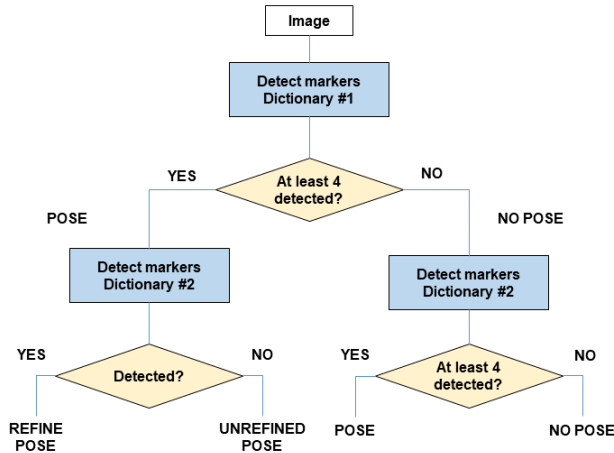 Image
Detect markers
Dictionary #1
At least 4
detected?
YES
NO
POSE
NO POSE
Detect markers
Dictionary #2
Detect markers
Dictionary #2
Detected?
YES
NO
At least 4
detected?
YES
NO
REFINE
POSE
UNREFINED
POSE
POSE
NO POSE